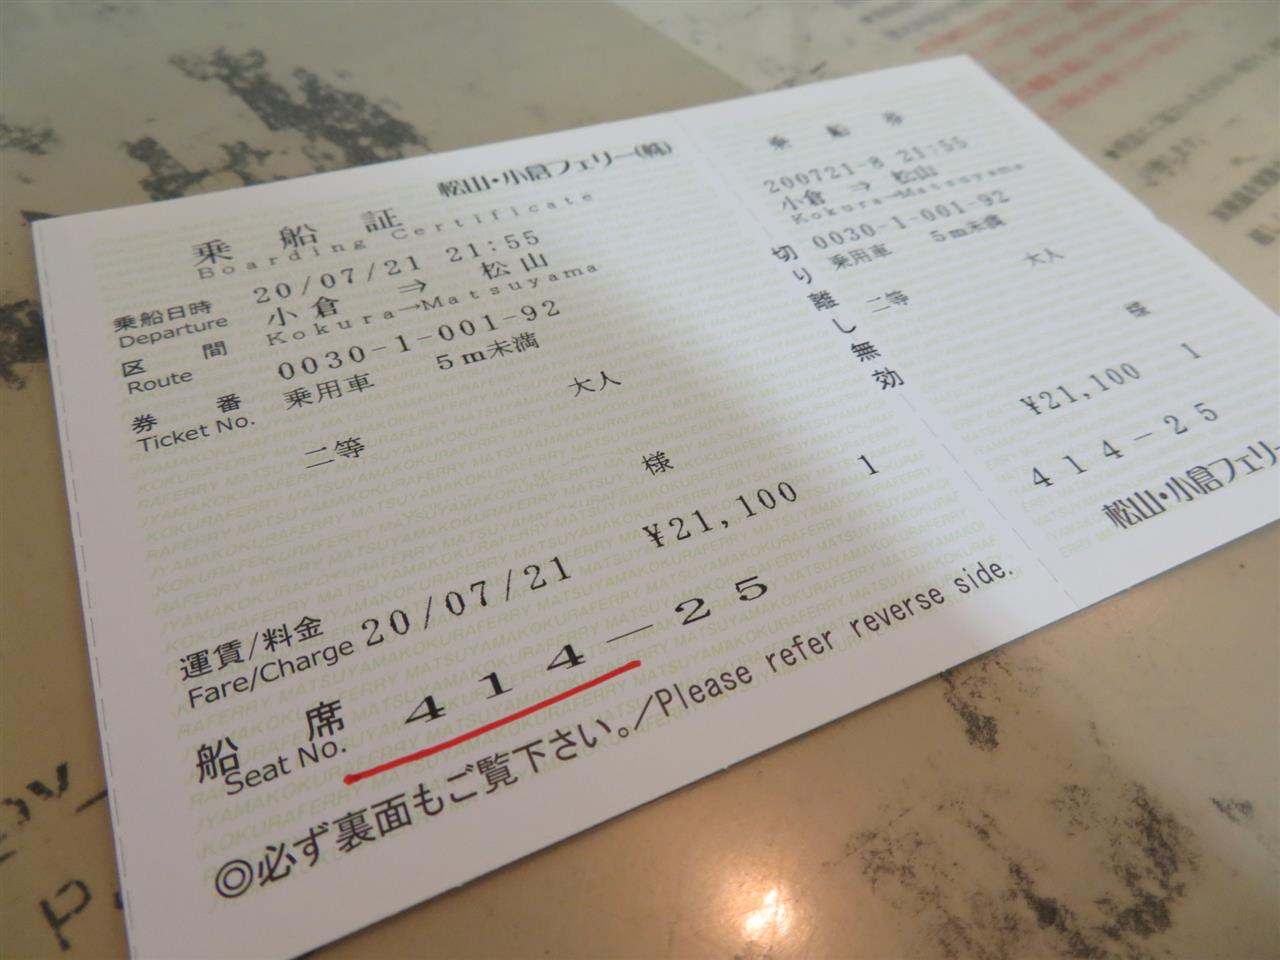 松山・小倉フェリー(株)
乗船証
Boarding Certificate
乗船日時 20/07/21 21:55
Departure
区間 小倉 ⇒ 松山
Route Kokura→Matsuyama
券番 0030-1-001-92
Ticket No. 乗用車 5m未満
大人
二等
様
¥21,100 1
運賃/料金
Fare/Charge 20/07/21
船席 414-25
Seat No.
◎必ず裏面もご覧下さい。/Please refer reverse side.
切り離し無効
乗船券
200721-8 21:55
小倉 ⇒ 松山
Kokura→Matsuyama
0030-1-001-92
乗用車 5m未満
大人
二等
様
¥21,100 1
414-25
松山・小倉フェリー